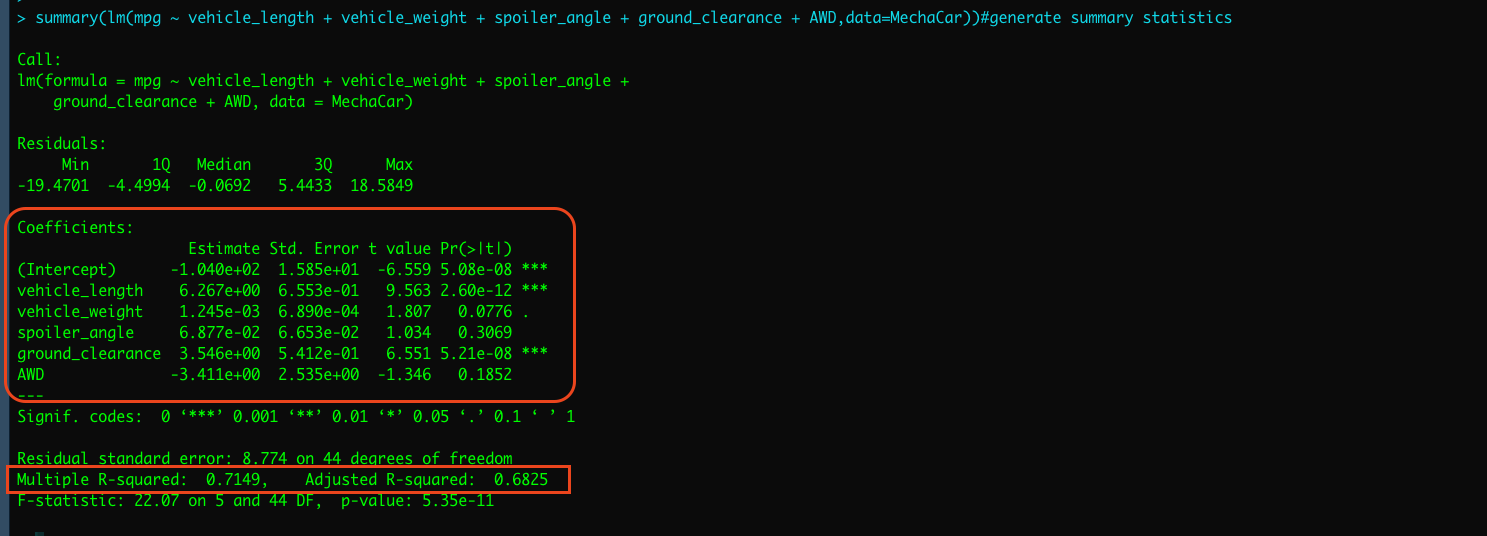 > summary(lm(mpg ~ vehicle_length + vehicle_weight + spoiler_angle + ground_clearance + AWD,data=MechaCar))#generate summary statistics
Call:
lm(formula = mpg ~ vehicle_length + vehicle_weight + spoiler_angle +
    ground_clearance + AWD, data = MechaCar)
Residuals:
     Min       1Q   Median       3Q      Max
-19.4701  -4.4994  -0.0692   5.4433  18.5849
Coefficients:
                   Estimate Std. Error t value Pr(>|t|)
(Intercept)      -1.040e+02  1.585e+01  -6.559 5.08e-08 ***
vehicle_length    6.267e+00  6.553e-01   9.563 2.60e-12 ***
vehicle_weight    1.245e-03  6.890e-04   1.807   0.0776 .
spoiler_angle     6.877e-02  6.653e-02   1.034   0.3069
ground_clearance  3.546e+00  5.412e-01   6.551 5.21e-08 ***
AWD              -3.411e+00  2.535e+00  -1.346   0.1852
---
Signif. codes:  0 ‘***’ 0.001 ‘**’ 0.01 ‘*’ 0.05 ‘.’ 0.1 ‘ ’ 1
Residual standard error: 8.774 on 44 degrees of freedom
Multiple R-squared:  0.7149,    Adjusted R-squared:  0.6825
F-statistic: 22.07 on 5 and 44 DF,  p-value: 5.35e-11